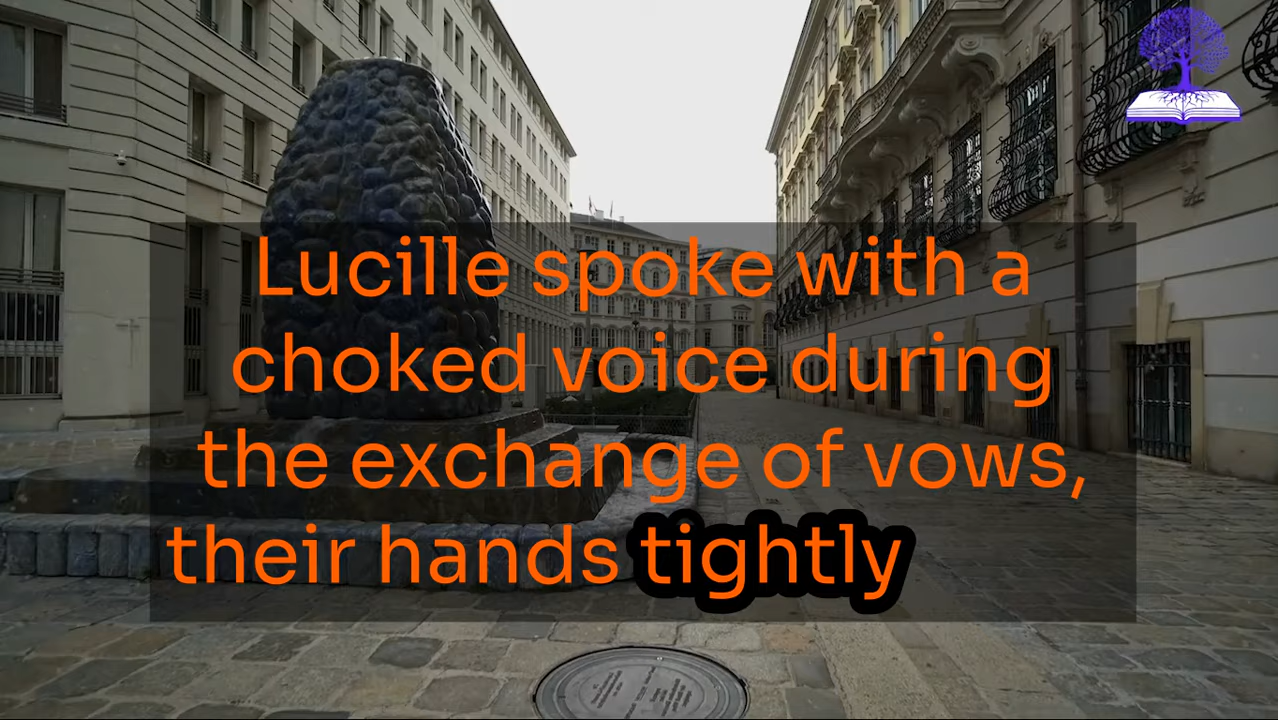 Lucille spoke with a
choked voice during
the exchange of vows,
their hands tightly